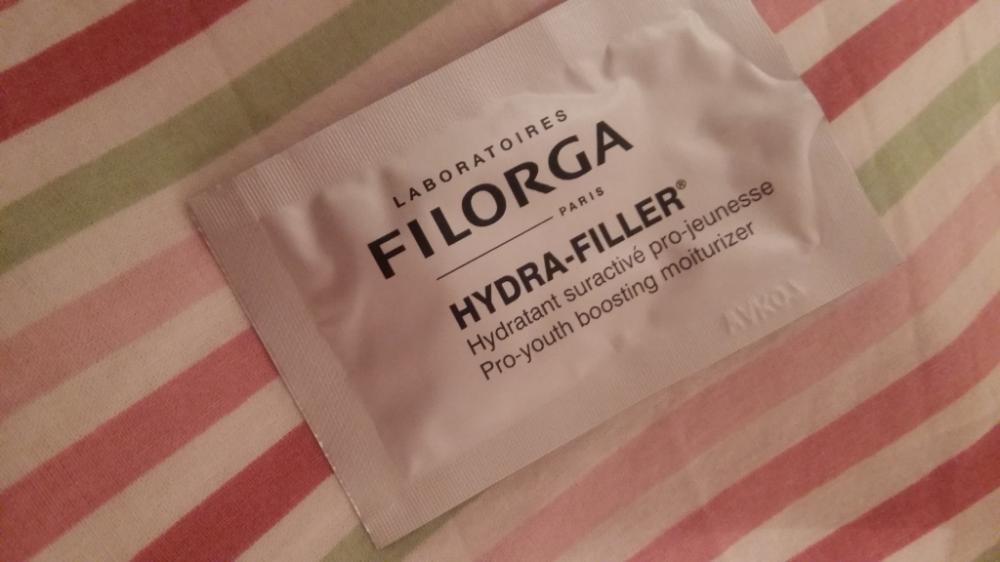 LABORATOIRES
FILORGA
PARIS
HYDRA-FILLER®
Hydratant suractivé pro-jeunesse
Pro-youth boosting moiturizer